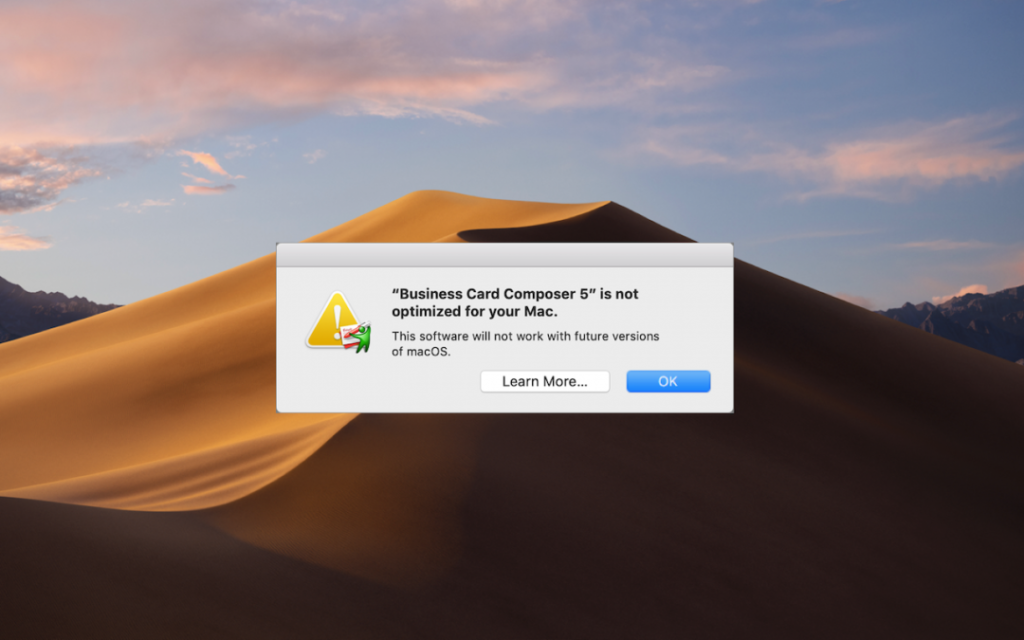 “Business Card Composer 5” is not
optimized for your Mac.
This software will not work with future versions
of macOS.
Learn More...
OK